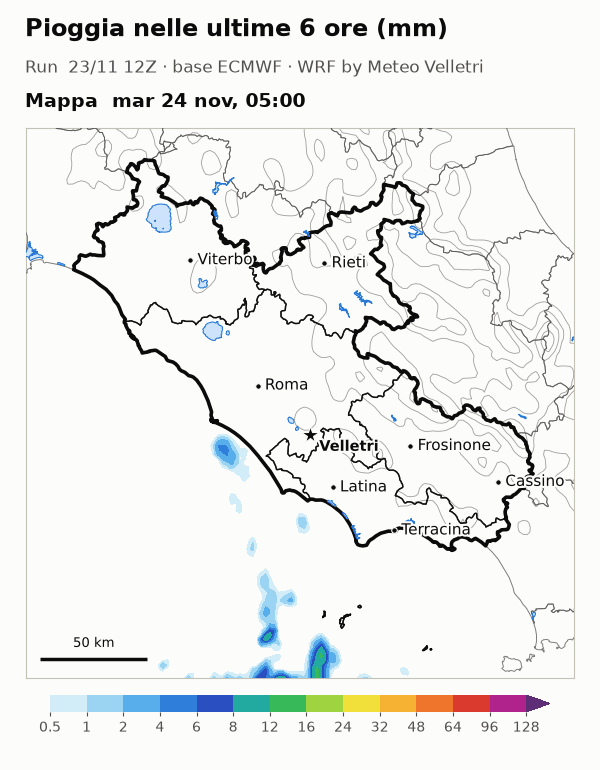 Pioggia nelle ultime 6 ore (mm)
Run  23/11 12Z · base ECMWF · WRF by Meteo Velletri
Mappa  mar 24 nov, 05:00
Viterbo
Rieti
Roma
Velletri
Frosinone
Latina
Cassino
Terracina
50 km
0.5 1 2 4 6 8 12 16 24 32 48 64 96 128